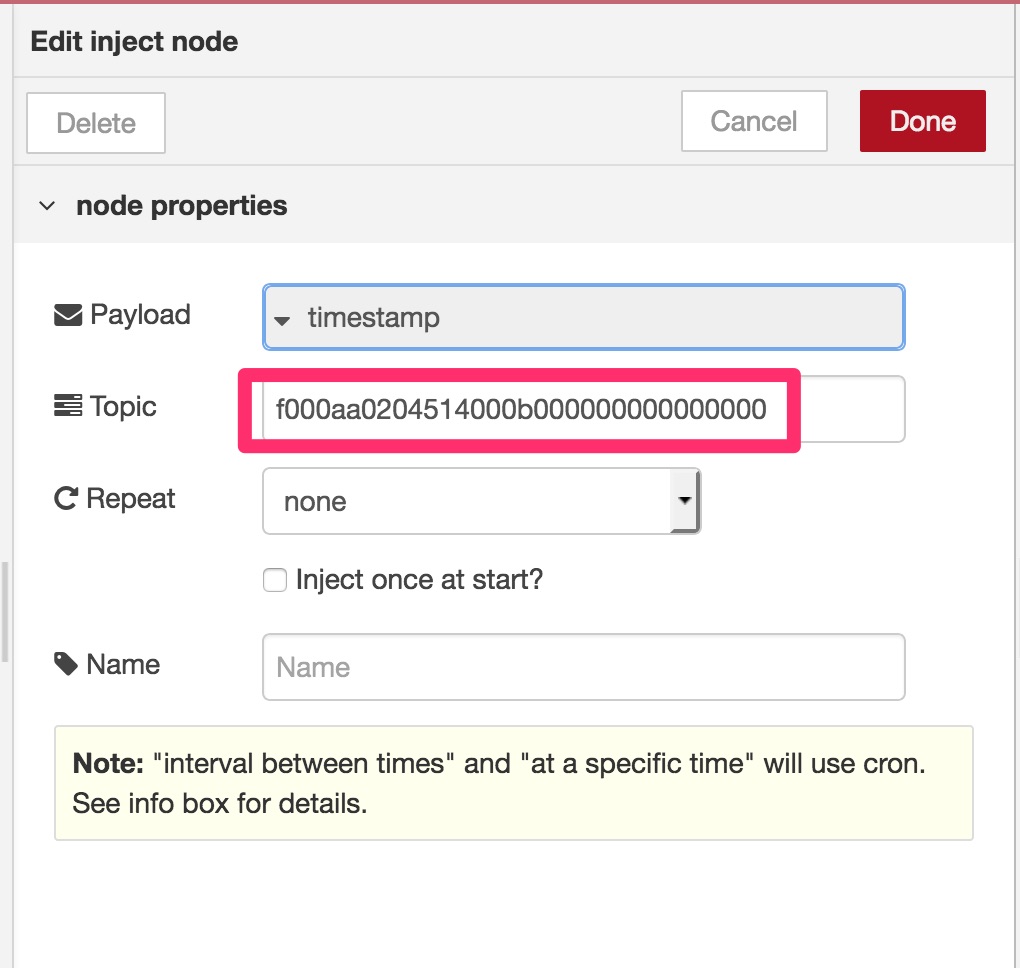 Edit inject node
Delete
Cancel
Done
node properties
Payload
timestamp
Topic
f000aa0204514000b000000000000000
Repeat
none
Inject once at start?
Name
Name
Note: "interval between times" and "at a specific time" will use cron.
See info box for details.